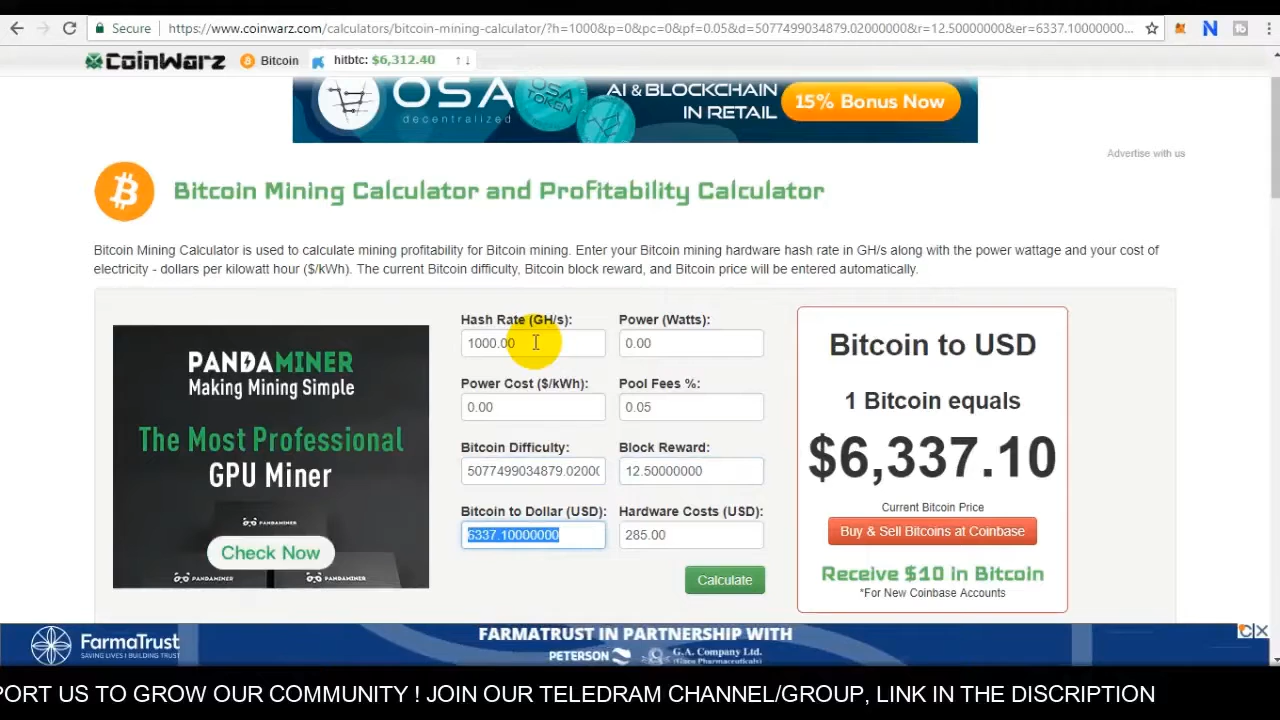 Secure
https://www.coinwarz.com/calculators/bitcoin-mining-calculator/?h=1000&p=0&pc=0&pf=0.05&d=5077499034879.02000000&r=12.50000000&er=6337.10000000...
CoinWarz
Bitcoin
hitbtc: $6,312.40 ↑↓
OSA
decentralized
OSA
TOKEN
AI & BLOCKCHAIN
IN RETAIL
15% Bonus Now
Advertise with us
Bitcoin Mining Calculator and Profitability Calculator
Bitcoin Mining Calculator is used to calculate mining profitability for Bitcoin mining. Enter your Bitcoin mining hardware hash rate in GH/s along with the power wattage and your cost of
electricity - dollars per kilowatt hour ($/kWh). The current Bitcoin difficulty, Bitcoin block reward, and Bitcoin price will be entered automatically.
PANDAMINER
Making Mining Simple
The Most Professional
GPU Miner
PANDAMINER
Check Now
PANDAMINER
PANDAMINER
Hash Rate (GH/s):
1000.00
Power (Watts):
0.00
Power Cost ($/kWh):
0.00
Pool Fees %:
0.05
Bitcoin Difficulty:
5077499034879.0200(
Block Reward:
12.50000000
Bitcoin to Dollar (USD):
6337.10000000
Hardware Costs (USD):
285.00
Calculate
Bitcoin to USD
1 Bitcoin equals
$6,337.10
Current Bitcoin Price
Buy & Sell Bitcoins at Coinbase
Receive $10 in Bitcoin
*For New Coinbase Accounts
FarmaTrust
SAVING LIVES | BUILDING TRUST
FARMATRUST IN PARTNERSHIP WITH
PETERSON
G.A. Company Ltd.
(Gaco Pharmaceuticals)
PORT US TO GROW OUR COMMUNITY ! JOIN OUR TELEDRAM CHANNEL/GROUP, LINK IN THE DISCRIPTION